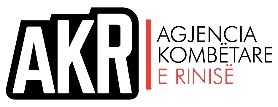 AKR
AGJENCIA
KOMBËTARE
E RINISË